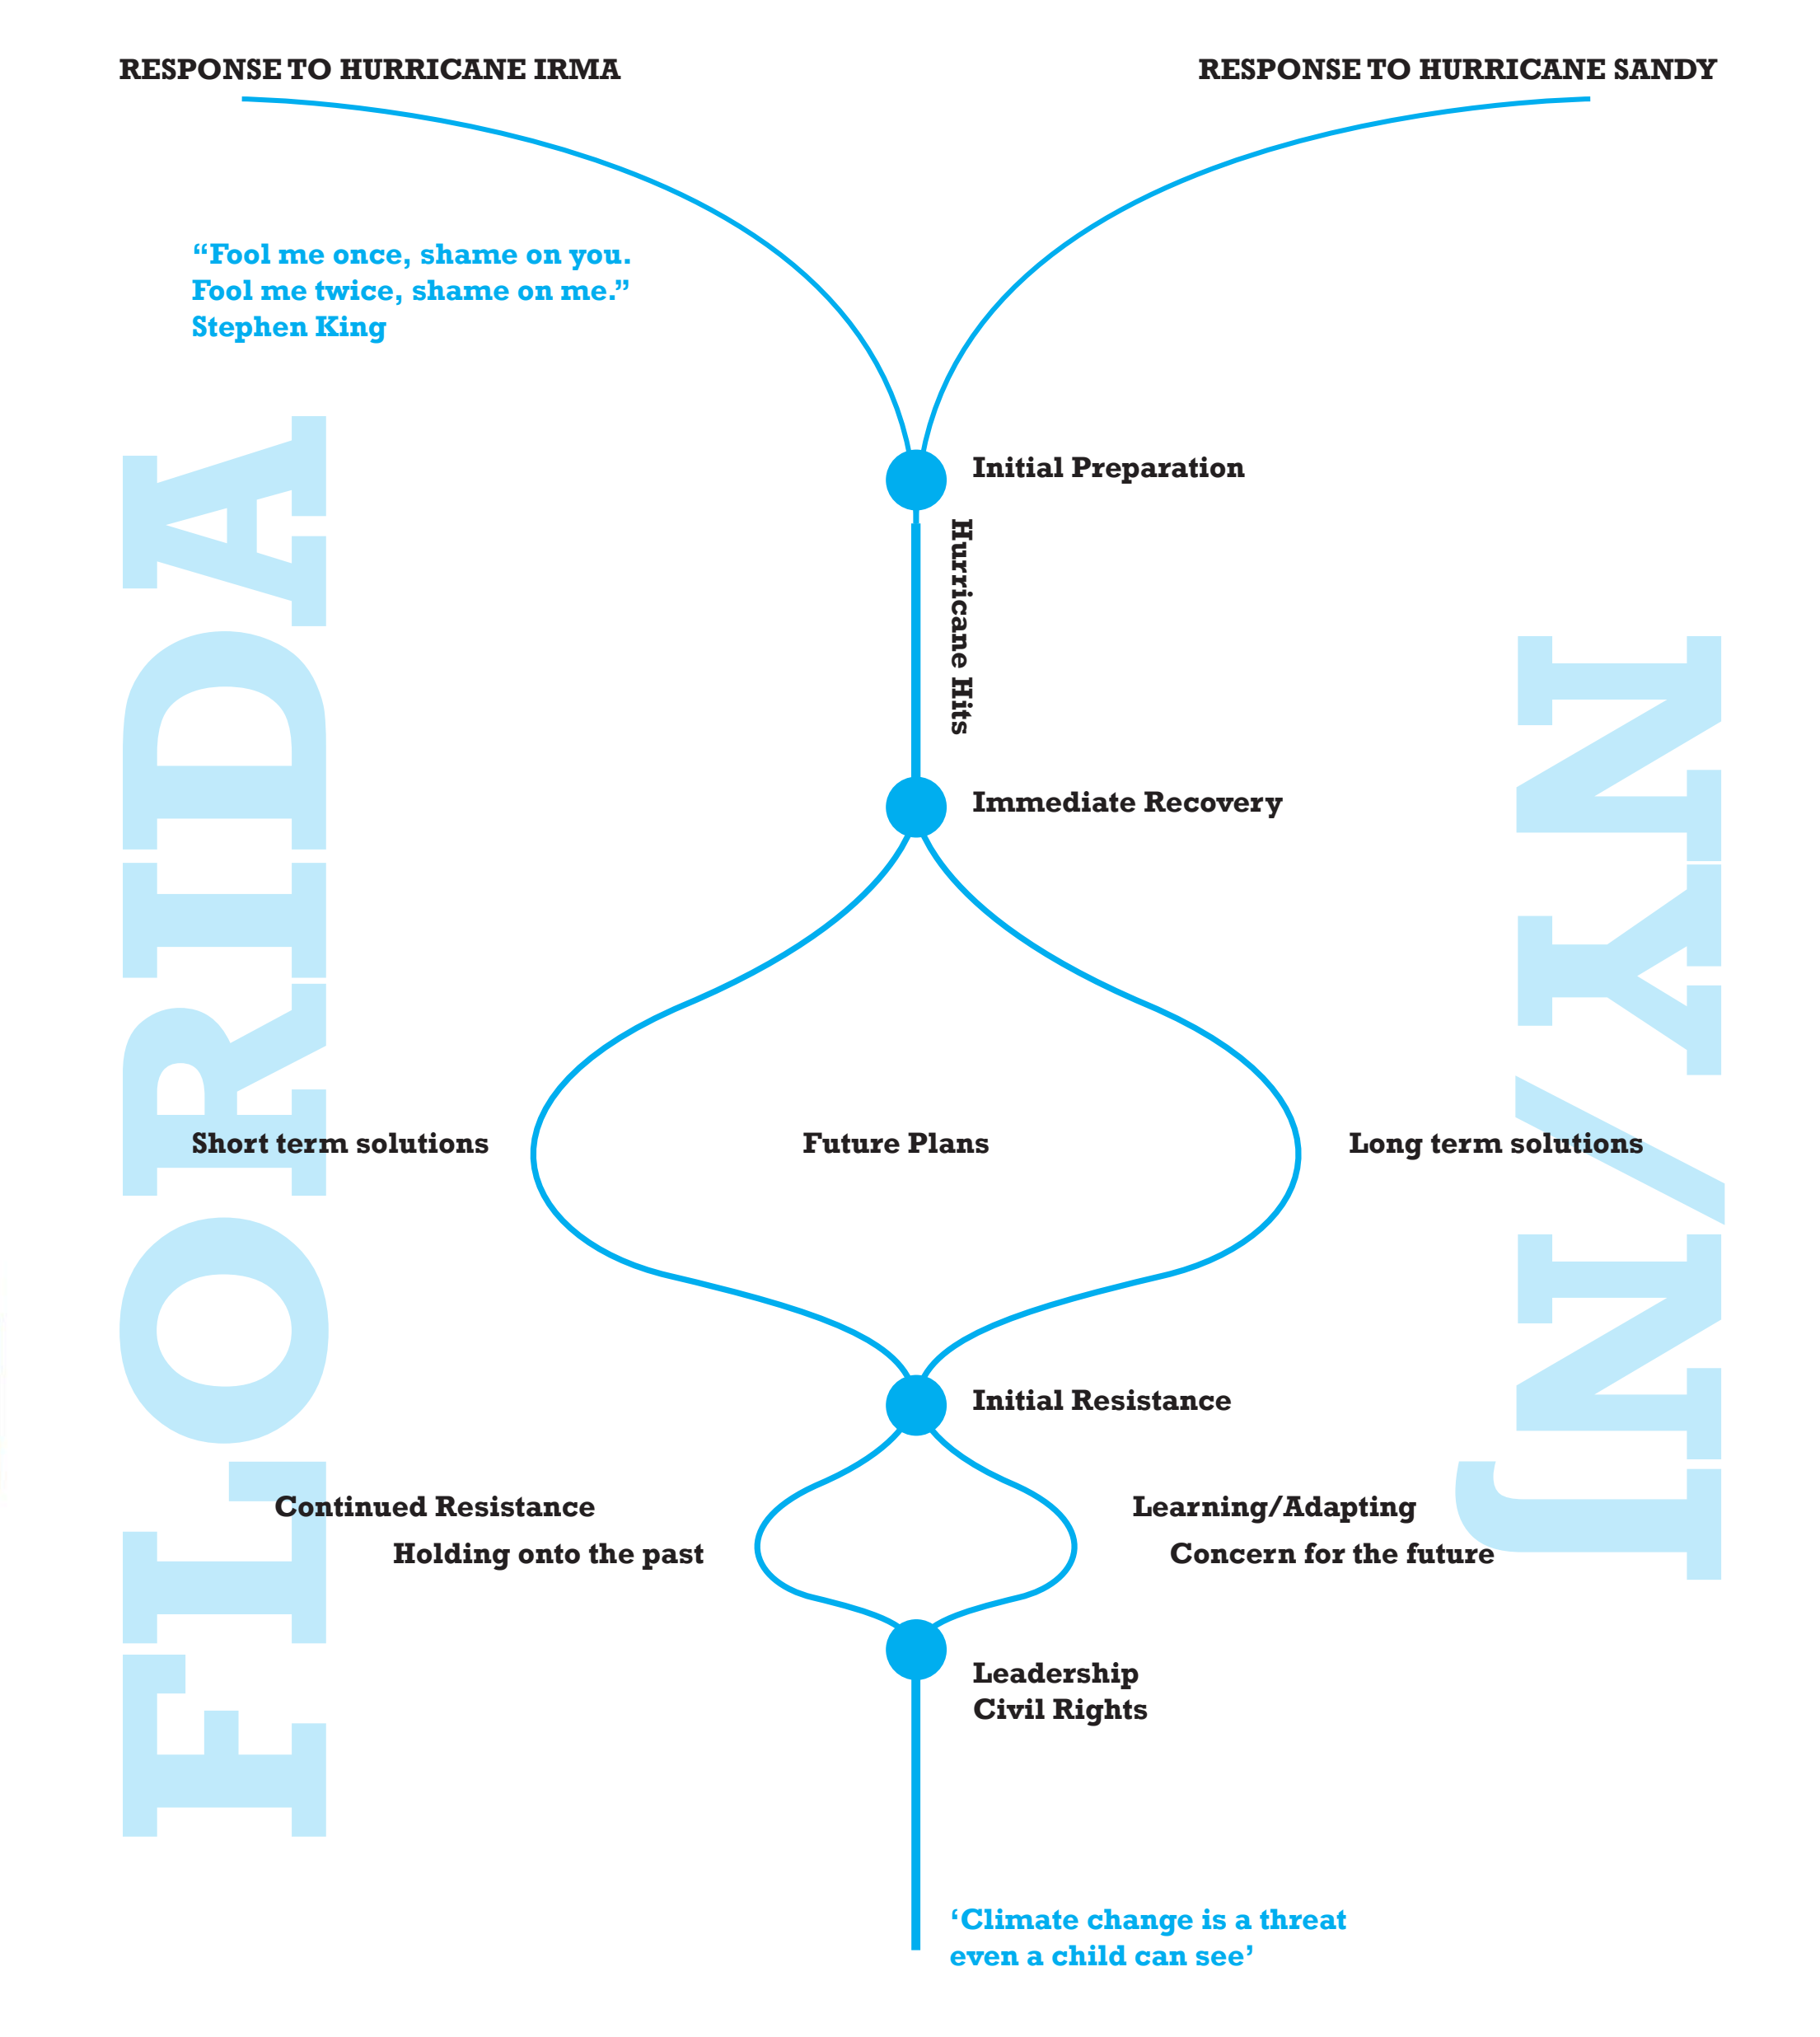 RESPONSE TO HURRICANE IRMA
RESPONSE TO HURRICANE SANDY
“Fool me once, shame on you.
Fool me twice, shame on me.”
Stephen King
FLORIDA
NY/NJ
Initial Preparation
Hurricane Hits
Immediate Recovery
Short term solutions
Future Plans
Long term solutions
Initial Resistance
Continued Resistance
Holding onto the past
Learning/Adapting
Concern for the future
Leadership
Civil Rights
‘Climate change is a threat
even a child can see’